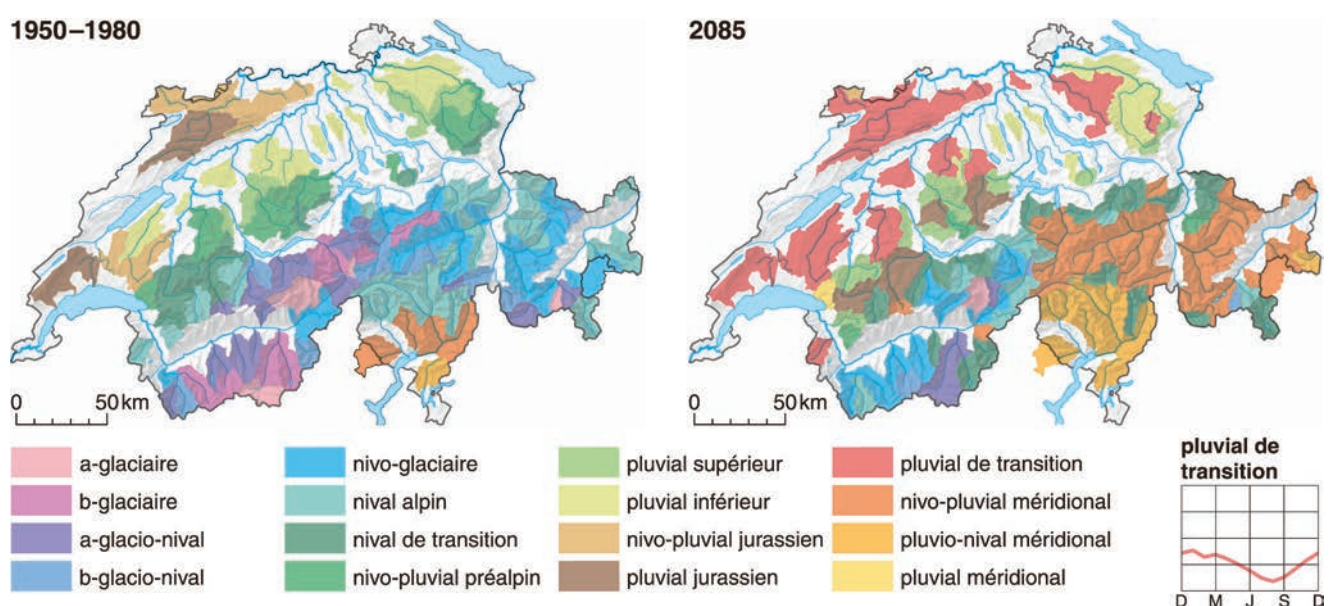 1950–1980
2085
0 50 km
0 50 km
a-glaciaire
b-glaciaire
a-glacio-nival
b-glacio-nival
nivo-glaciaire
nival alpin
nival de transition
nivo-pluvial préalpin
pluvial supérieur
pluvial inférieur
nivo-pluvial jurassien
pluvial jurassien
pluvial de transition
nivo-pluvial méridional
pluvio-nival méridional
pluvial méridional
pluvial de
transition
D M J S D